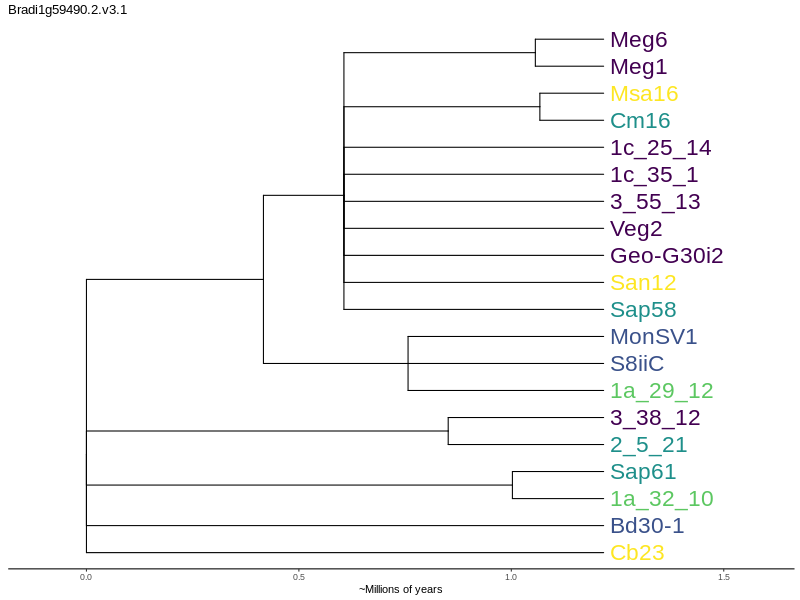 Bradi1g59490.2.v3.1
Meg6
Meg1
Msa16
Cm16
1c_25_14
1c_35_1
3_55_13
Veg2
Geo-G30i2
San12
Sap58
MonSV1
S8iiC
1a_29_12
3_38_12
2_5_21
Sap61
1a_32_10
Bd30-1
Cb23
0.0 0.5 1.0 1.5
~Millions of years